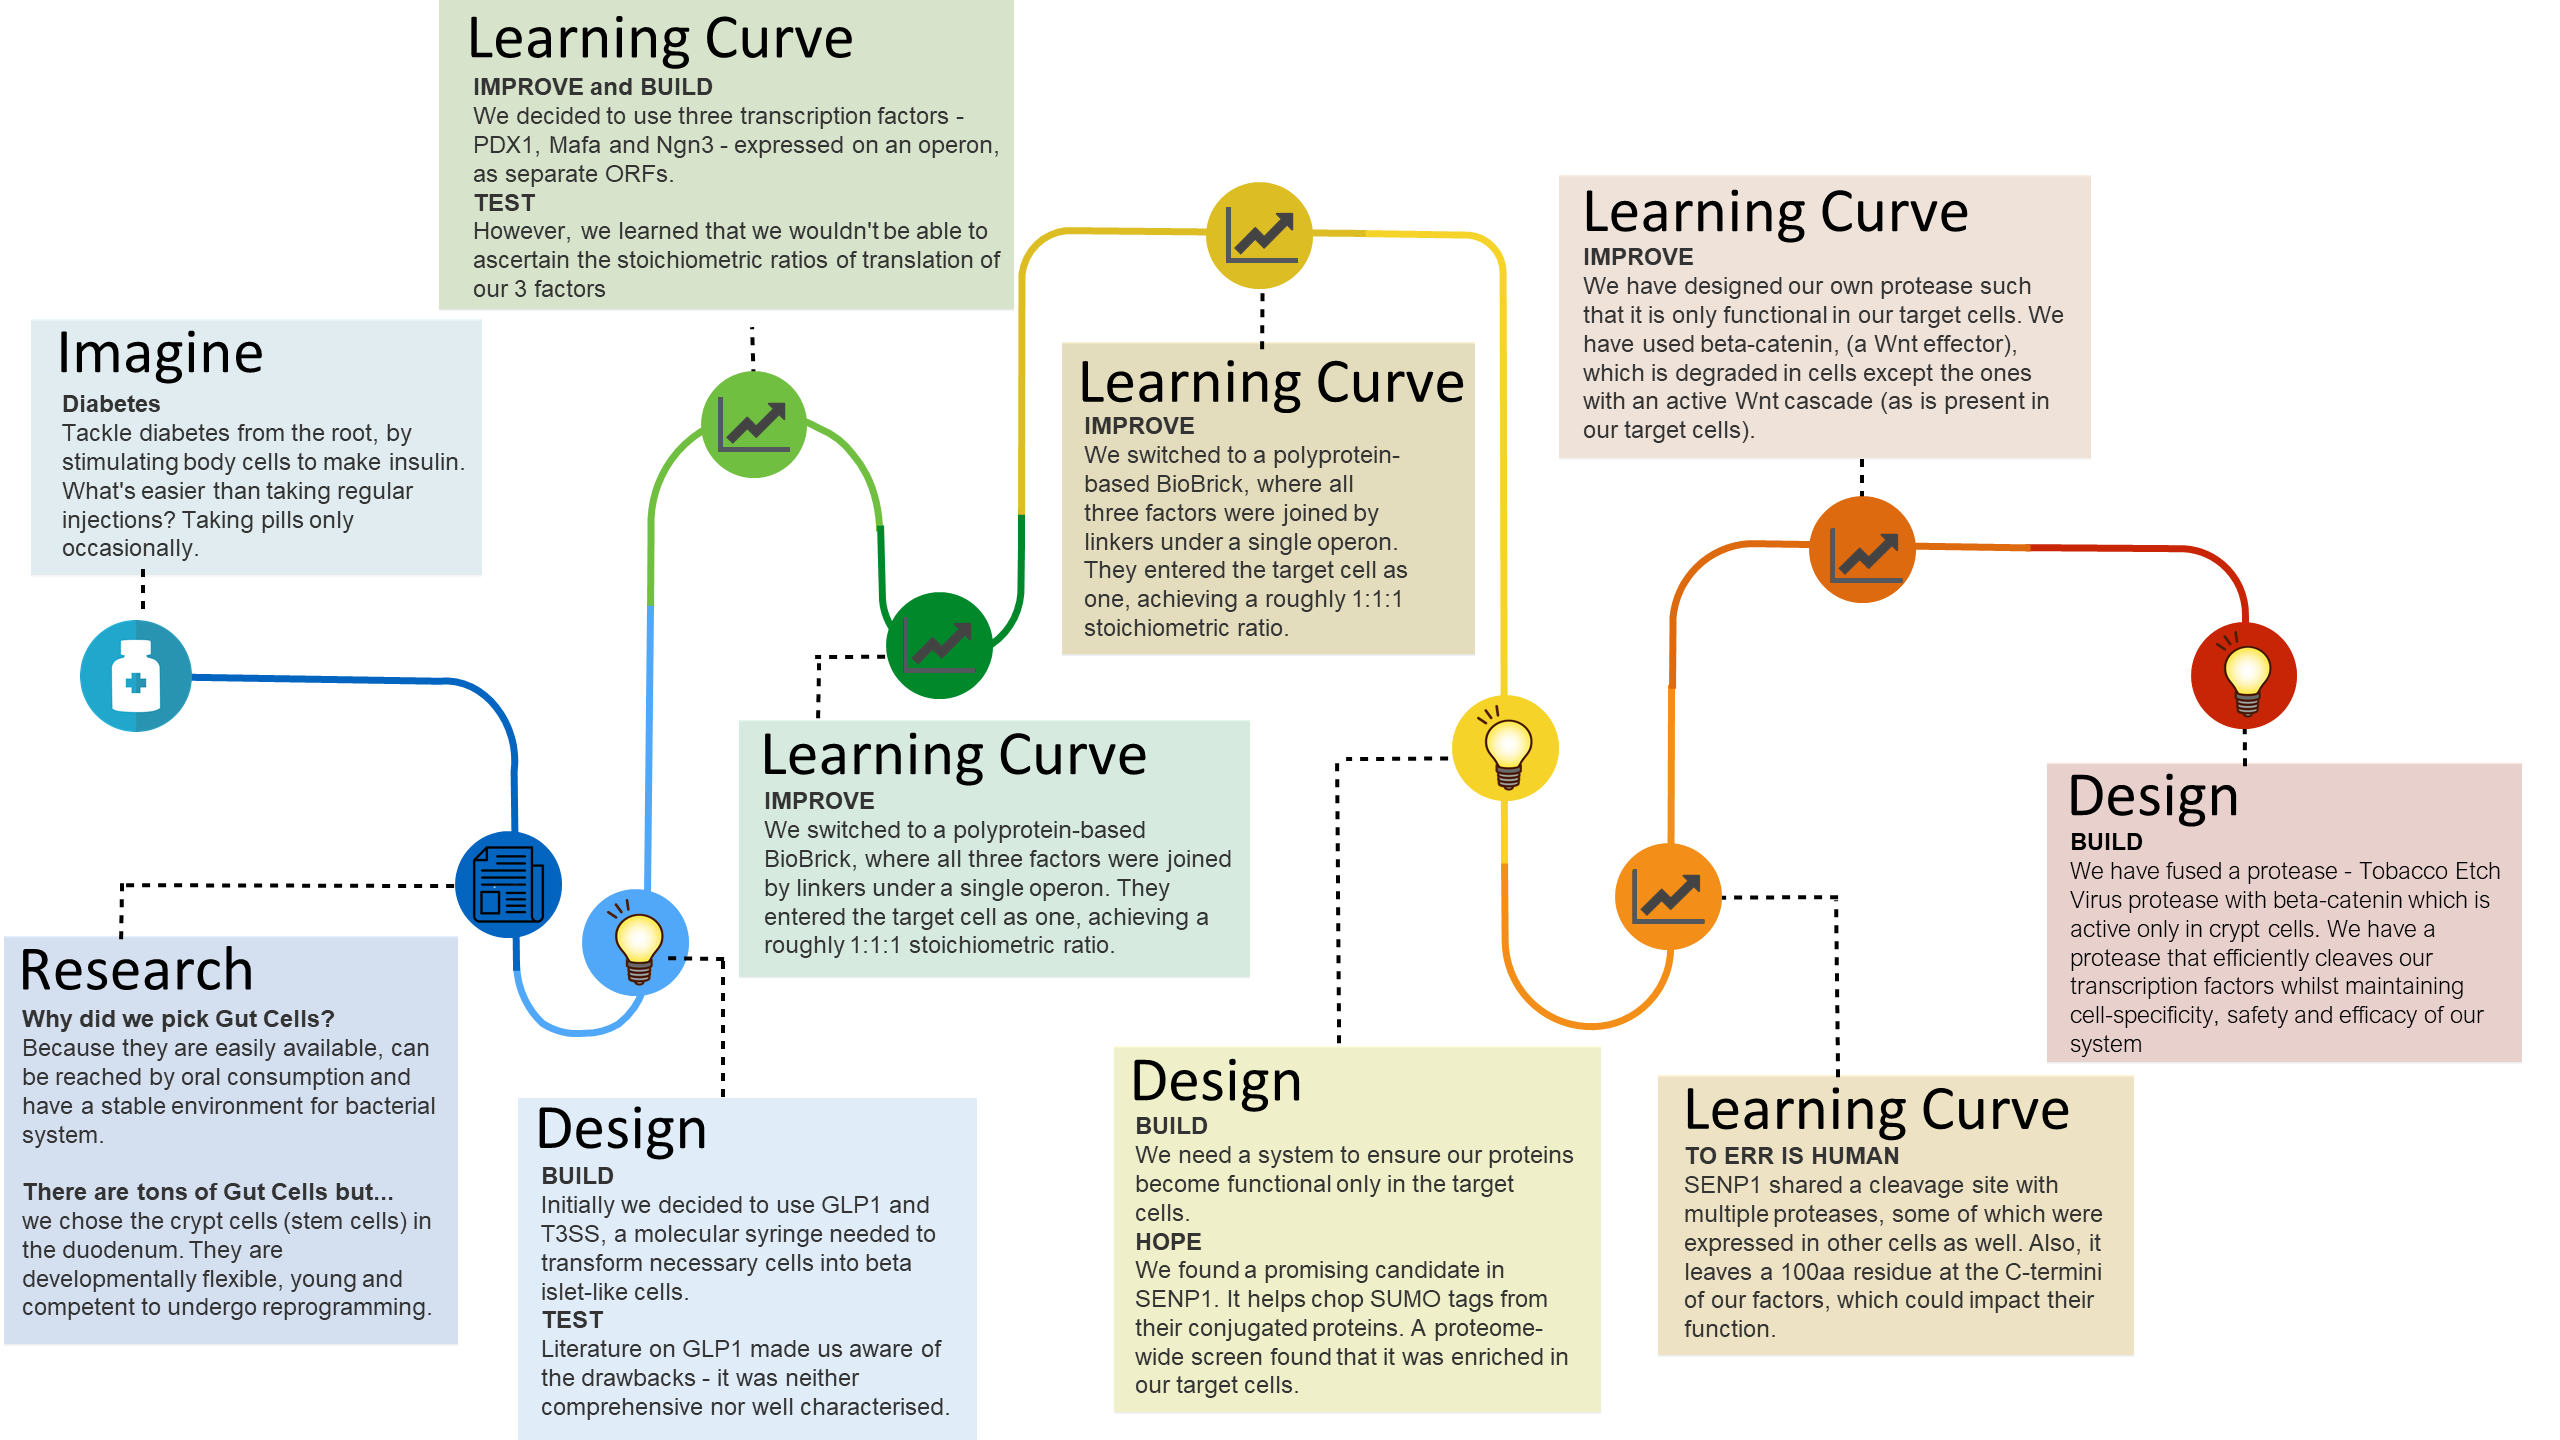 Imagine
Diabetes
Tackle diabetes from the root, by
stimulating body cells to make insulin.
What's easier than taking regular
injections? Taking pills only
occasionally.
Research
Why did we pick Gut Cells?
Because they are easily available, can
be reached by oral consumption and
have a stable environment for bacterial
system.
There are tons of Gut Cells but...
we chose the crypt cells (stem cells) in
the duodenum. They are
developmentally flexible, young and
competent to undergo reprogramming.
Design
BUILD
Initially we decided to use GLP1 and
T3SS, a molecular syringe needed to
transform necessary cells into beta
islet-like cells.
TEST
Literature on GLP1 made us aware of
the drawbacks - it was neither
comprehensive nor well characterised.
Learning Curve
IMPROVE and BUILD
We decided to use three transcription factors -
PDX1, Mafa and Ngn3 - expressed on an operon,
as separate ORFs.
TEST
However, we learned that we wouldn't be able to
ascertain the stoichiometric ratios of translation of
our 3 factors
Learning Curve
IMPROVE
We switched to a polyprotein-based
BioBrick, where all three factors were joined
by linkers under a single operon. They
entered the target cell as one, achieving a
roughly 1:1:1 stoichiometric ratio.
Learning Curve
IMPROVE
We switched to a polyprotein-
based BioBrick, where all
three factors were joined by
linkers under a single operon.
They entered the target cell as
one, achieving a roughly 1:1:1
stoichiometric ratio.
Design
BUILD
We need a system to ensure our proteins
become functional only in the target
cells.
HOPE
We found a promising candidate in
SENP1. It helps chop SUMO tags from
their conjugated proteins. A proteome-
wide screen found that it was enriched in
our target cells.
Learning Curve
TO ERR IS HUMAN
SENP1 shared a cleavage site with
multiple proteases, some of which were
expressed in other cells as well. Also, it
leaves a 100aa residue at the C-termini
of our factors, which could impact their
function.
Learning Curve
IMPROVE
We have designed our own protease such
that it is only functional in our target cells. We
have used beta-catenin, (a Wnt effector),
which is degraded in cells except the ones
with an active Wnt cascade (as is present in
our target cells).
Design
BUILD
We have fused a protease - Tobacco Etch
Virus protease with beta-catenin which is
active only in crypt cells. We have a
protease that efficiently cleaves our
transcription factors whilst maintaining
cell-specificity, safety and efficacy of our
system